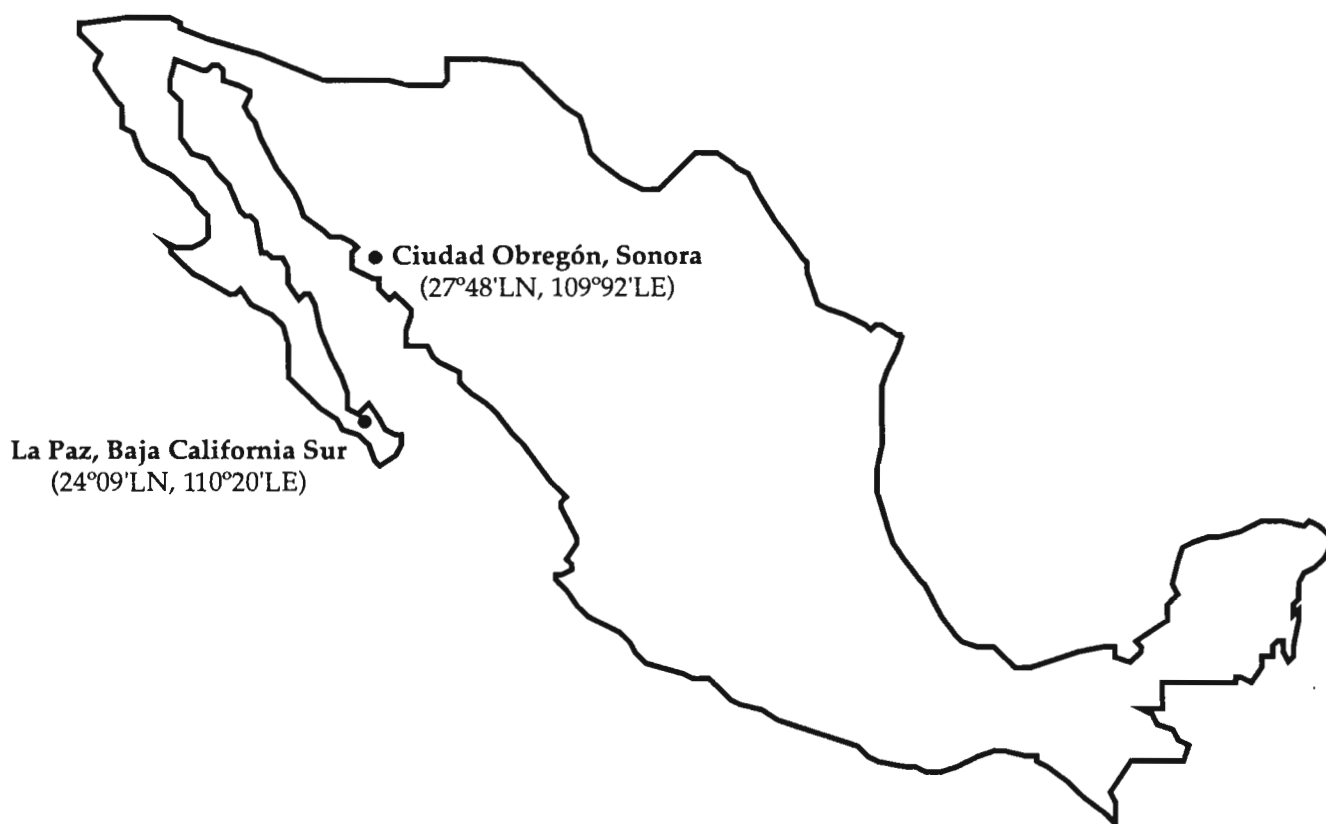 Ciudad Obregón, Sonora
(27º48'LN, 109º92'LE)
La Paz, Baja California Sur
(24º09'LN, 110º20'LE)